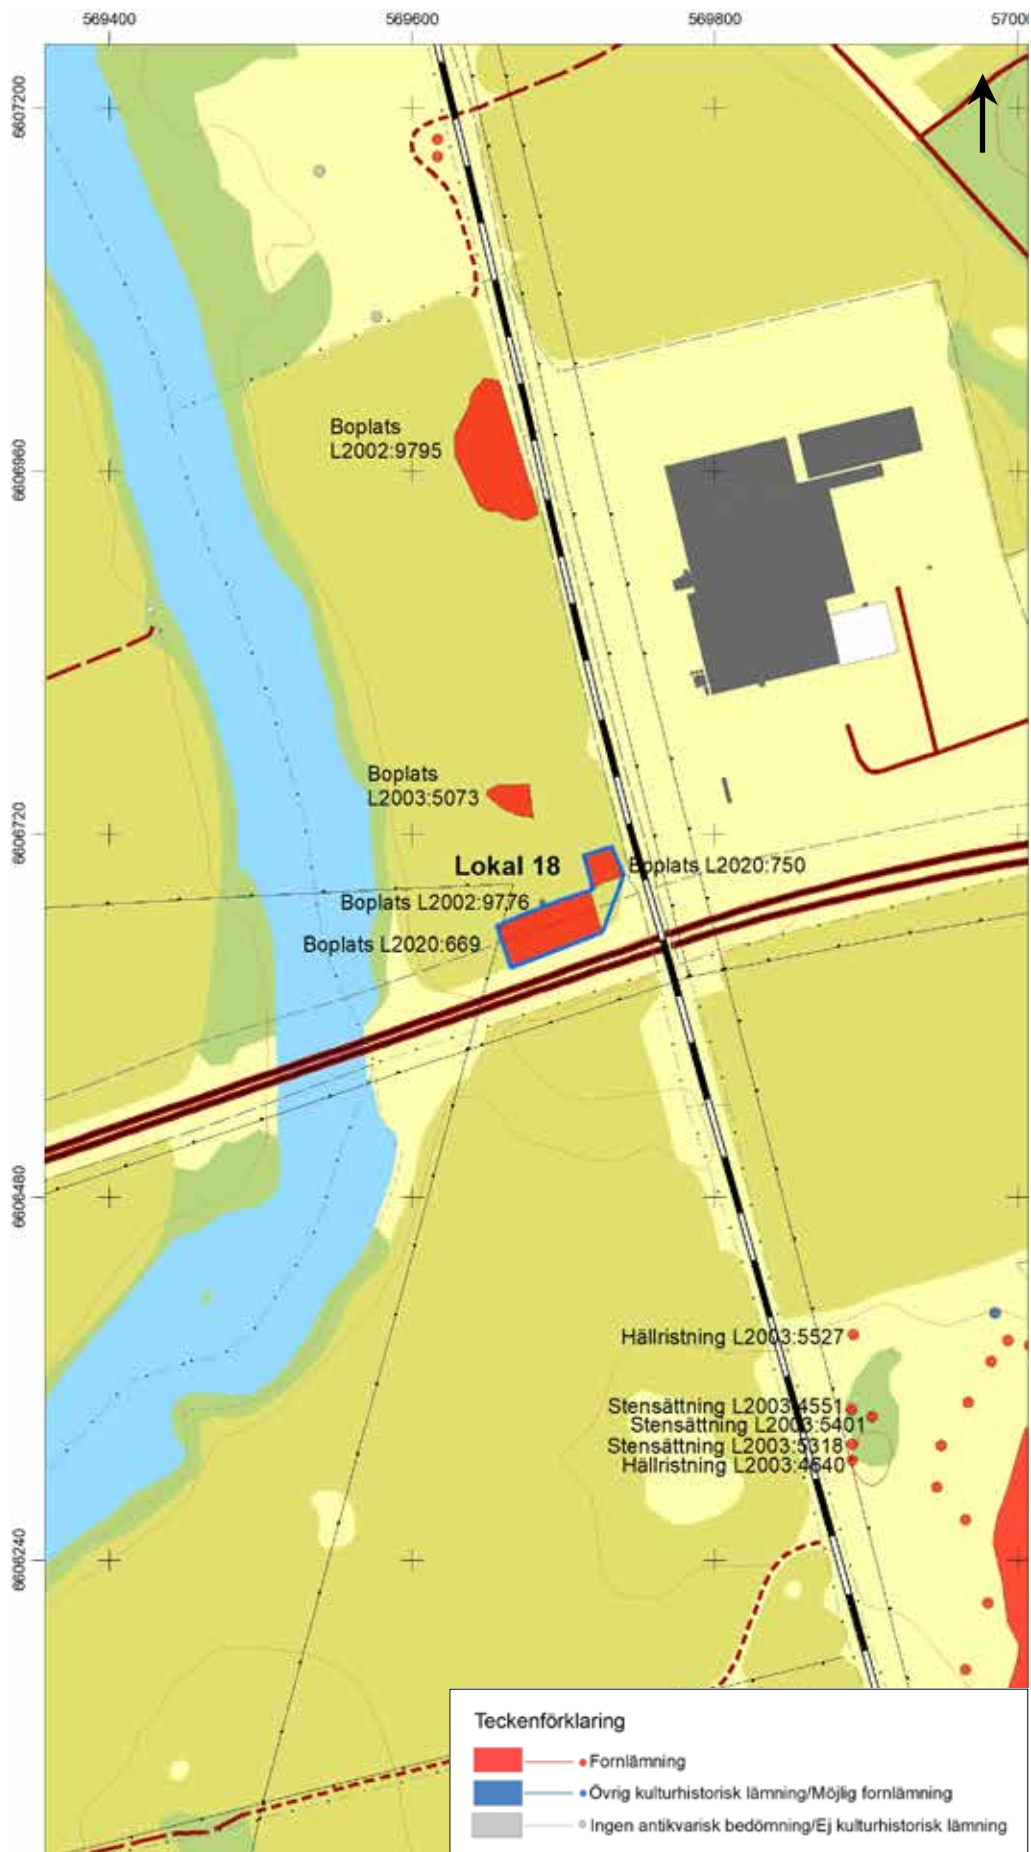 569400
569600
569800
57000
6607200
Boplats
L2002:9795
6606960
Boplats
L2003:5073
6606720
Lokal 18
Boplats L2020:750
Boplats L2002:9776
Boplats L2020:669
6606480
Hällristning L2003:5527
Stensättning L2003:4551
Stensättning L2003:5401
Stensättning L2003:5318
Hällristning L2003:4640
6606240
Teckenförklaring
Fornlämning
Övrig kulturhistorisk lämning/Möjlig fornlämning
Ingen antikvarisk bedömning/Ej kulturhistorisk lämning